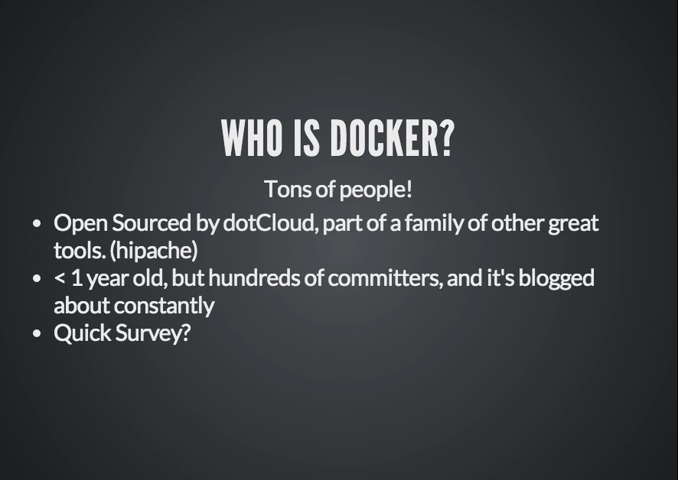 WHO IS DOCKER?
Tons of people!
• Open Sourced by dotCloud, part of a family of other great
tools. (hipache)
• < 1 year old, but hundreds of committers, and it's blogged
about constantly
• Quick Survey?